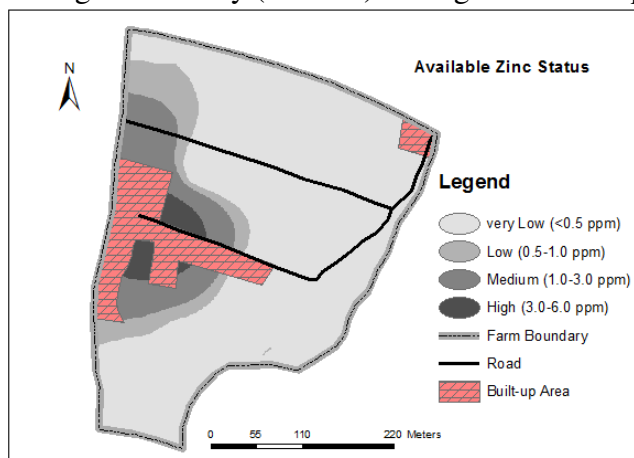 N
Available Zinc Status
Legend
very Low (<0.5 ppm)
Low (0.5-1.0 ppm)
Medium (1.0-3.0 ppm)
High (3.0-6.0 ppm)
Farm Boundary
Road
Built-up Area
0 55 110 220 Meters